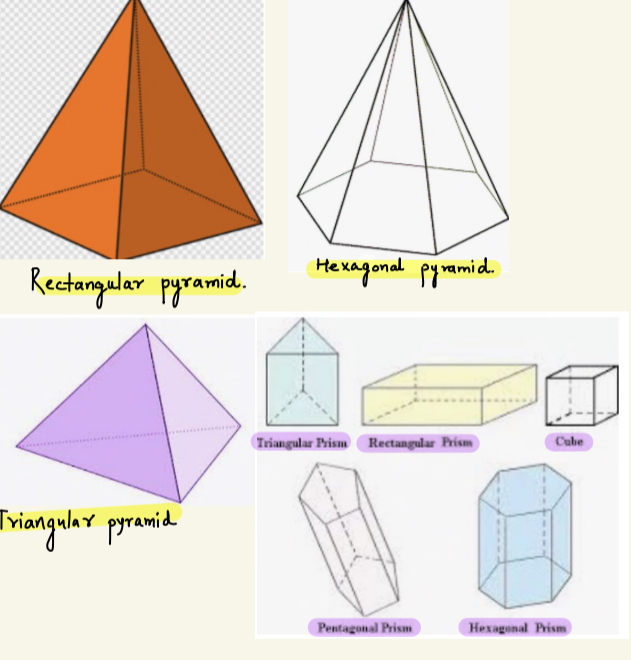 Rectangular pyramid.
Hexagonal pyramid.
Triangular pyramid
Triangular Prism
Rectangular Prism
Cube
Pentagonal Prism
Hexagonal Prism